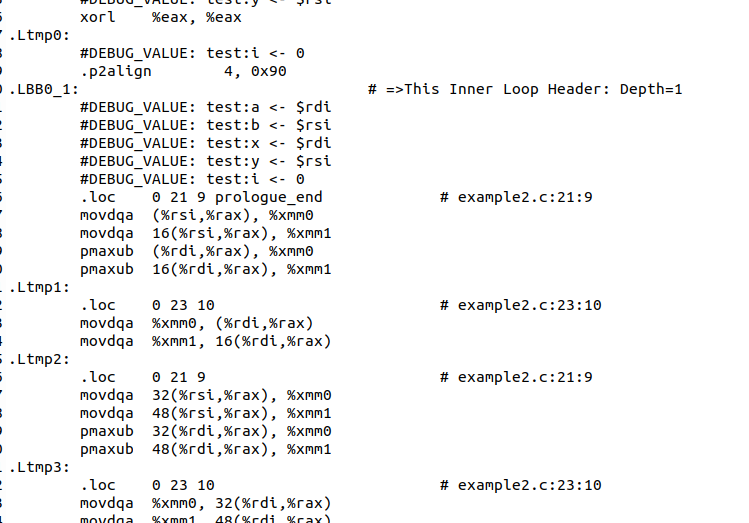 #DEBUG_VALUE: test:y <- $rsi
xorl %eax, %eax
.Ltmp0:
#DEBUG_VALUE: test:i <- 0
.p2align 4, 0x90
.LBB0_1: # =>This Inner Loop Header: Depth=1
#DEBUG_VALUE: test:a <- $rdi
#DEBUG_VALUE: test:b <- $rsi
#DEBUG_VALUE: test:x <- $rdi
#DEBUG_VALUE: test:y <- $rsi
#DEBUG_VALUE: test:i <- 0
.loc 0 21 9 prologue_end # example2.c:21:9
movdqa (%rsi,%rax), %xmm0
movdqa 16(%rsi,%rax), %xmm1
pmaxub (%rdi,%rax), %xmm0
pmaxub 16(%rdi,%rax), %xmm1
.Ltmp1:
.loc 0 23 10 # example2.c:23:10
movdqa %xmm0, (%rdi,%rax)
movdqa %xmm1, 16(%rdi,%rax)
.Ltmp2:
.loc 0 21 9 # example2.c:21:9
movdqa 32(%rsi,%rax), %xmm0
movdqa 48(%rsi,%rax), %xmm1
pmaxub 32(%rdi,%rax), %xmm0
pmaxub 48(%rdi,%rax), %xmm1
.Ltmp3:
.loc 0 23 10 # example2.c:23:10
movdqa %xmm0, 32(%rdi,%rax)
movdqa %xmm1, 48(%rdi,%rax)